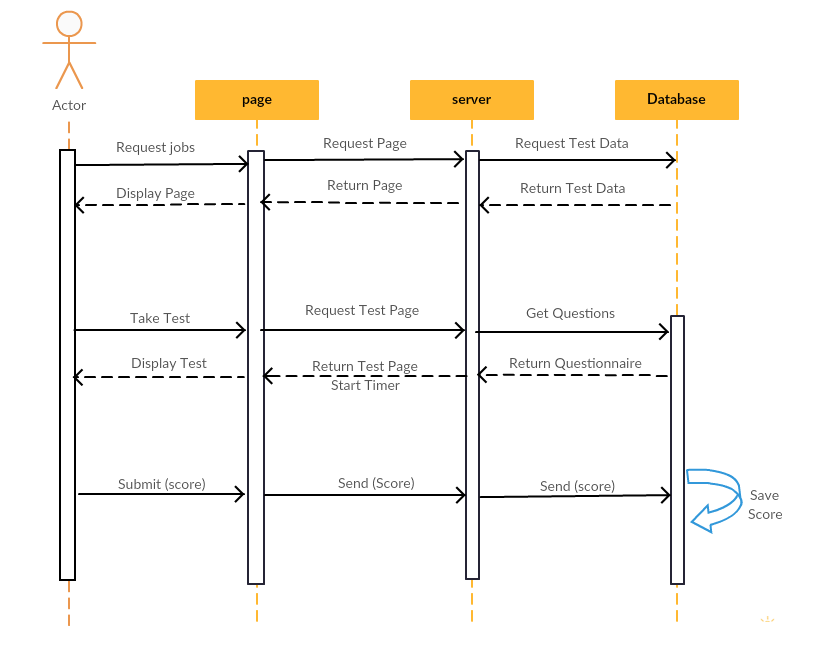 Actor
page
server
Database
Request jobs
Request Page
Request Test Data
Display Page
Return Page
Return Test Data
Take Test
Request Test Page
Get Questions
Display Test
Return Test Page
Start Timer
Return Questionnaire
Submit (score)
Send (Score)
Send (score)
Save
Score